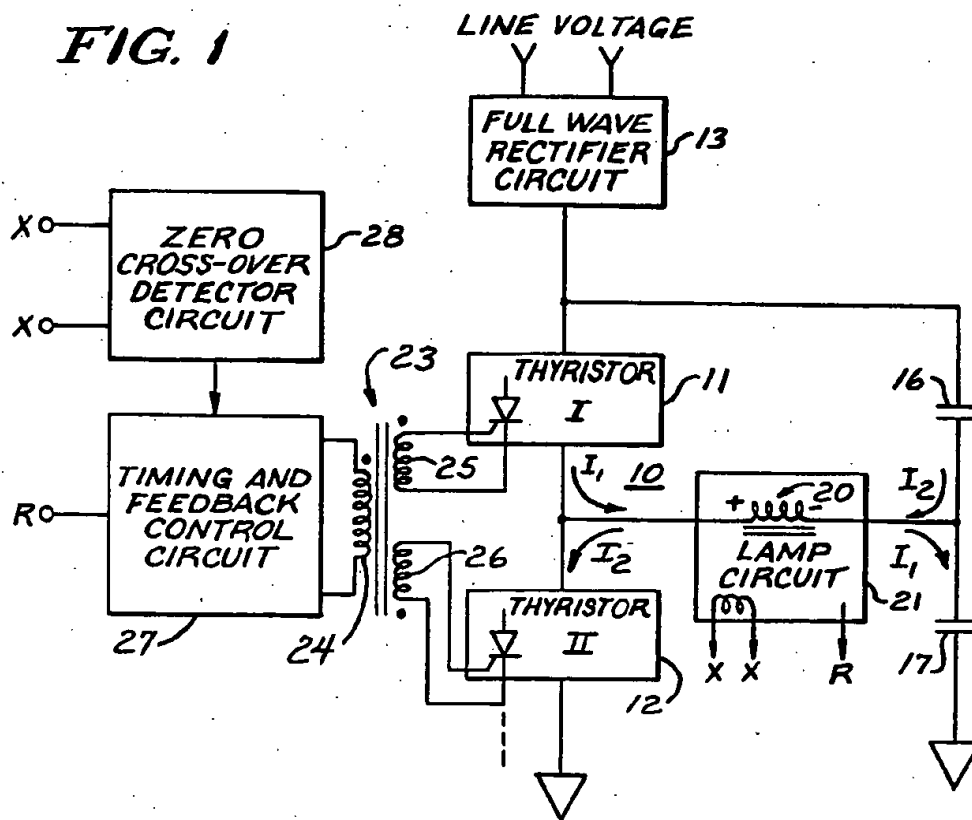 FIG. 1
LINE VOLTAGE
FULL WAVE
RECTIFIER
CIRCUIT
13
X
X
ZERO
CROSS-OVER
DETECTOR
CIRCUIT
28
23
THYRISTOR
I
11
16
R
TIMING AND
FEEDBACK
CONTROL
CIRCUIT
27
24
25
26
I₁
10
I₂
+
20
-
LAMP
CIRCUIT
21
I₂
I₁
X
X
R
THYRISTOR
II
12
17